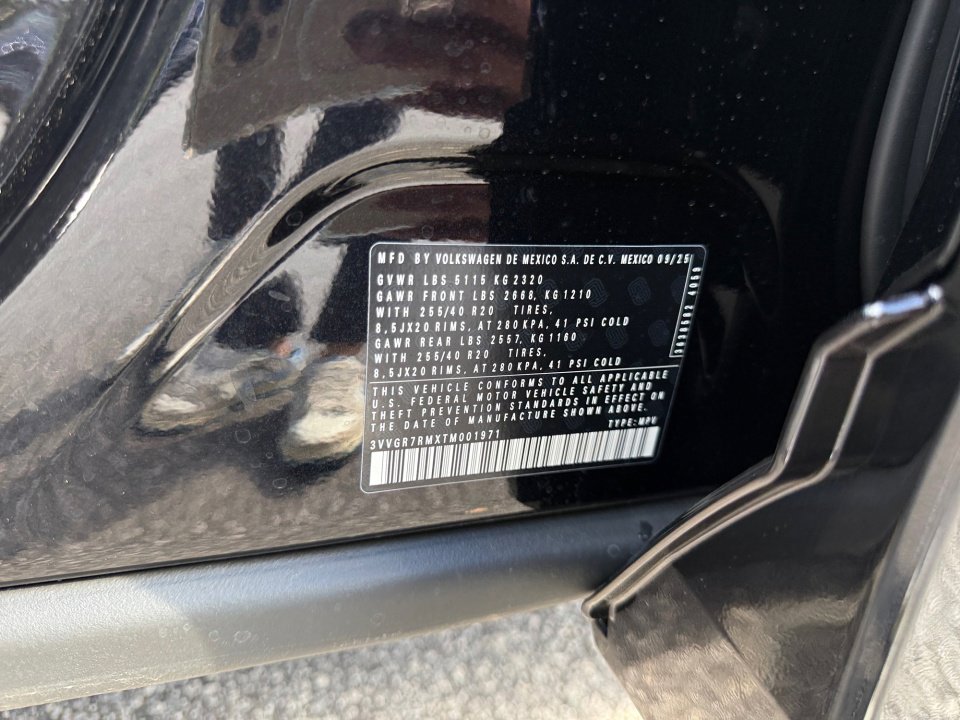 MFD BY VOLKSWAGEN DE MEXICO S.A. DE C.V. MEXICO 09/25
GVWR LBS 5115 KG 2320
GAWR FRONT LBS 2668, KG 1210
WITH 255/40 R20 TIRES,
8,5JX20 RIMS, AT 280 KPA, 41 PSI COLD
GAWR REAR LBS 2557, KG 1160
WITH 255/40 R20 TIRES,
8,5JX20 RIMS, AT 280KPA, 41 PSI COLD
THIS VEHICLE CONFORMS TO ALL APPLICABLE
U.S. FEDERAL MOTOR VEHICLE SAFETY AND
THEFT PREVENTION STANDARDS IN EFFECT ON
THE DATE OF MANUFACTURE SHOWN ABOVE.
TYPE:MPV
3VVGR7RMXTM001971